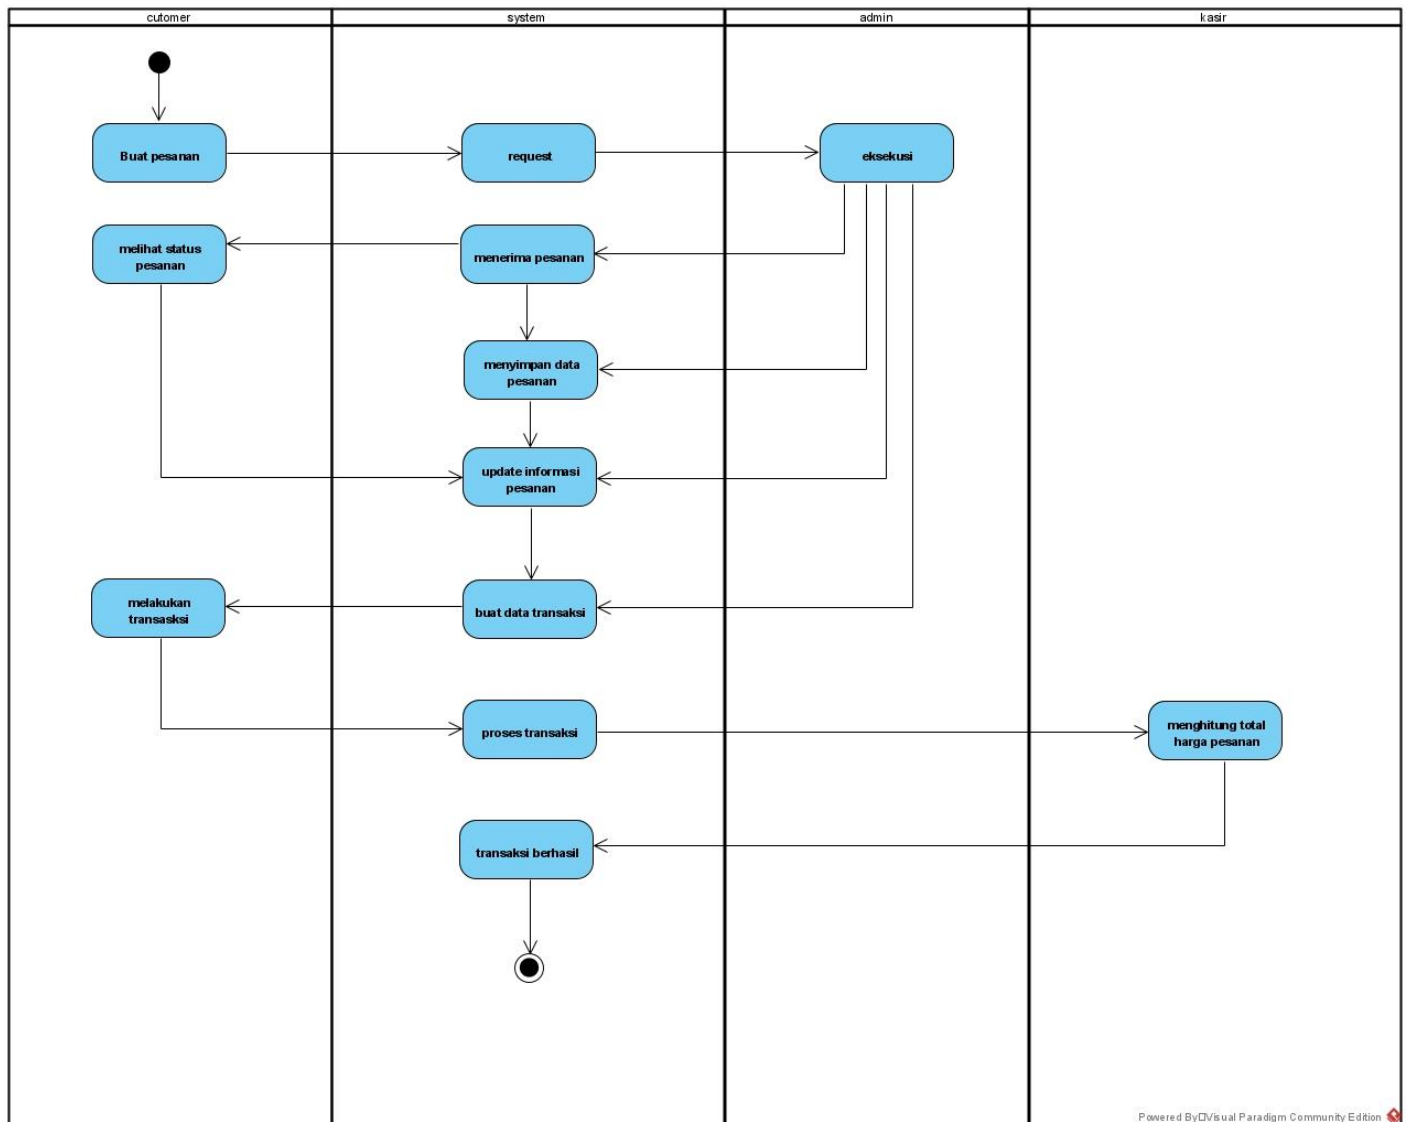 cutomer
system
admin
kasir
Buat pesanan
request
eksekusi
melihat status
pesanan
menerima pesanan
menyimpan data
pesanan
update informasi
pesanan
melakukan
transasksi
buat data transaksi
proses transaksi
menghitung total
harga pesanan
transaksi berhasil
Powered By□Visual Paradigm Community Edition